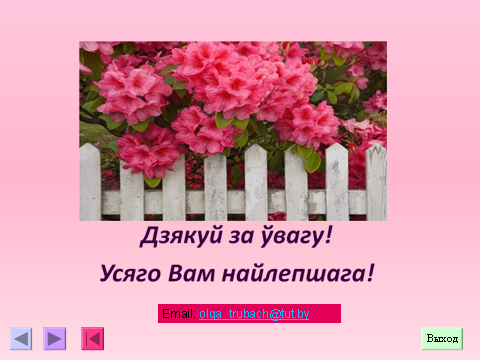 Дзякуй за ўвагу!
Усяго Вам найлепшага!
Email: olga_trubach@tut.by
Выход